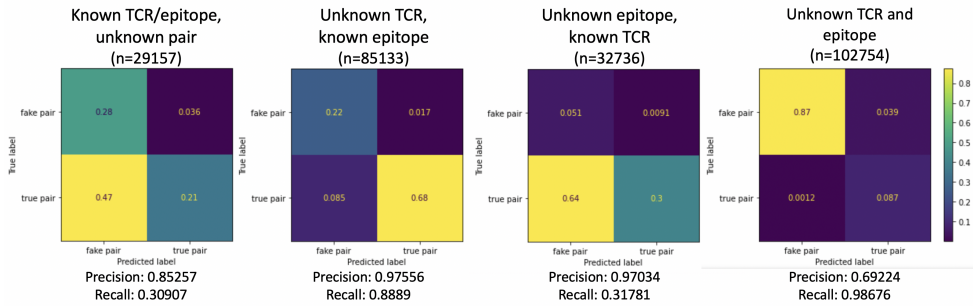 Known TCR/epitope,
unknown pair
(n=29157)
fake pair
true pair
True label
0.28
0.036
0.47
0.21
fake pair
true pair
Predicted label
Precision: 0.85257
Recall: 0.30907
Unknown TCR,
known epitope
(n=85133)
fake pair
true pair
True label
0.22
0.017
0.085
0.68
fake pair
true pair
Predicted label
Precision: 0.97556
Recall: 0.8889
Unknown epitope,
known TCR
(n=32736)
fake pair
true pair
True label
0.051
0.0091
0.64
0.3
fake pair
true pair
Predicted label
Precision: 0.97034
Recall: 0.31781
Unknown TCR and
epitope
(n=102754)
fake pair
true pair
True label
0.87
0.039
0.0012
0.087
fake pair
true pair
Predicted label
Precision: 0.69224
Recall: 0.98676
0.8
0.7
0.6
0.5
0.4
0.3
0.2
0.1